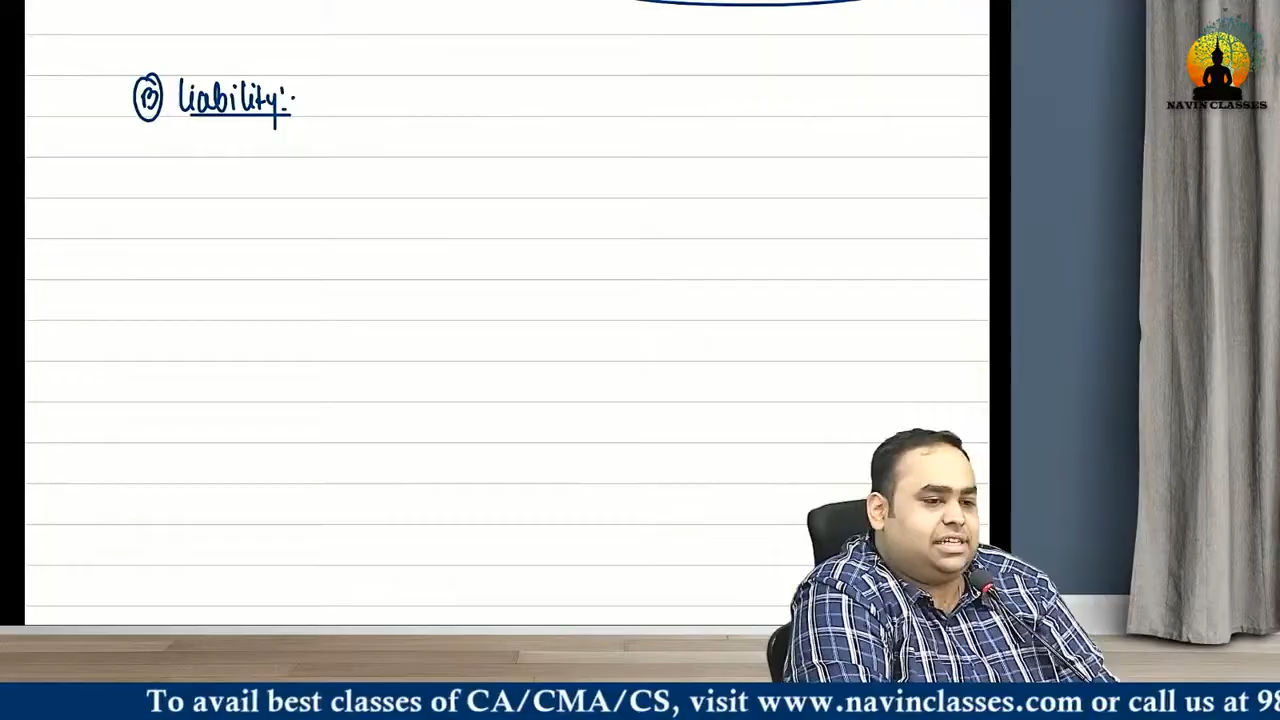 B Liability:-
NAVIN CLASSES
To avail best classes of CA/CMA/CS, visit www.navinclasses.com or call us at 98